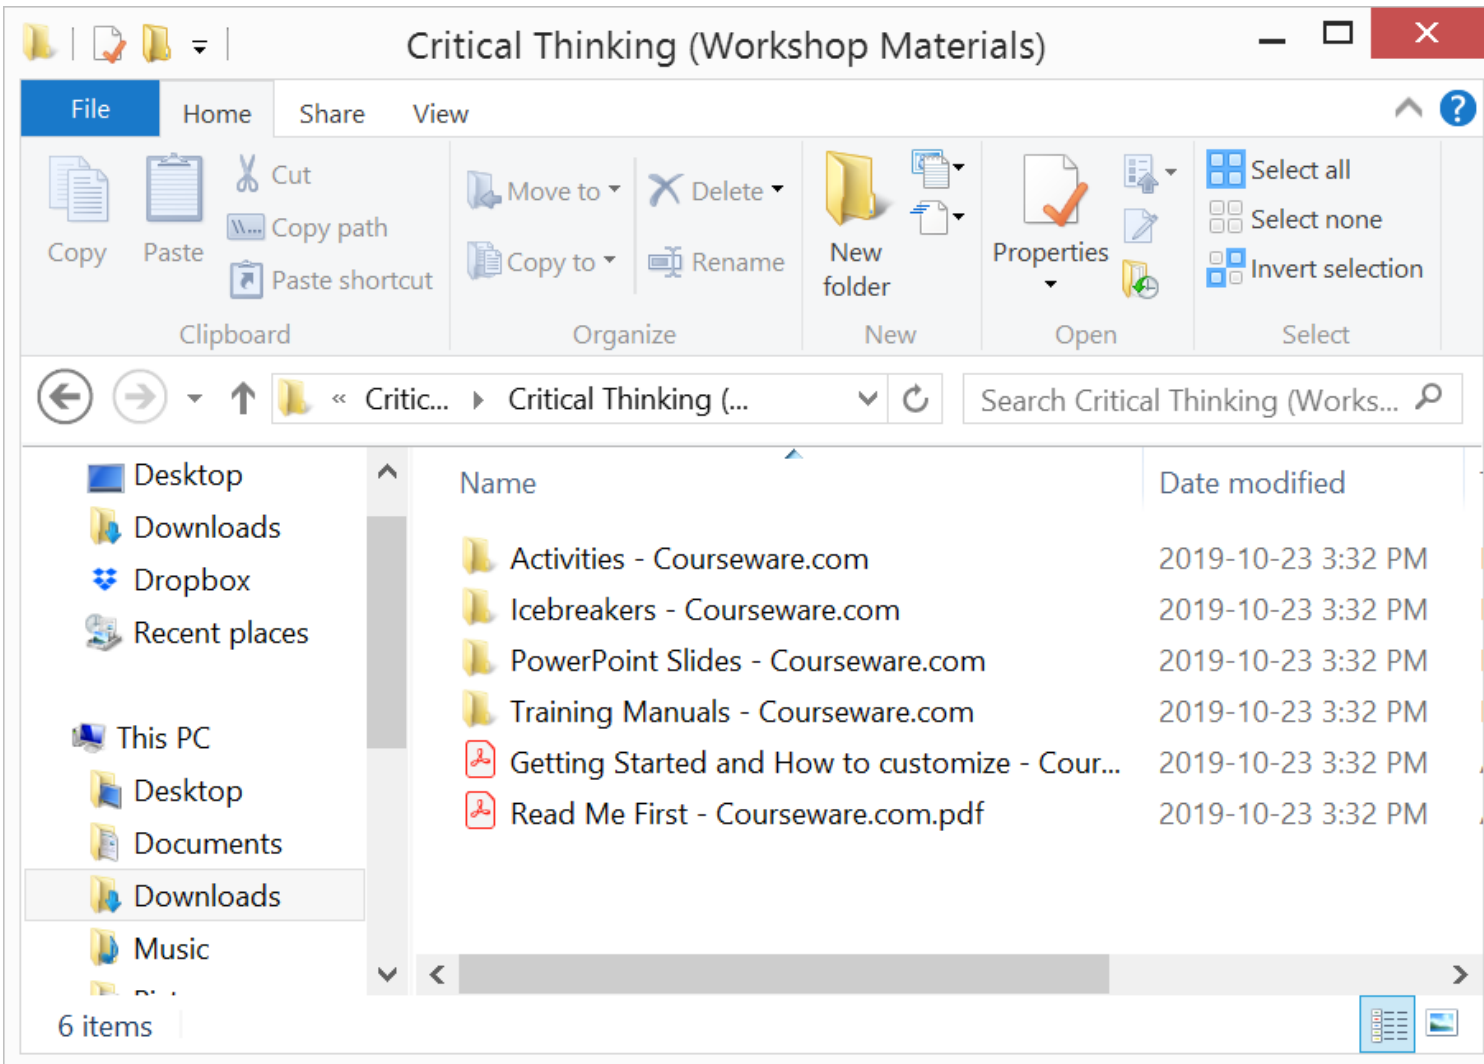 Critical Thinking (Workshop Materials)
File Home Share View
Copy
Paste
Cut
Copy path
Paste shortcut
Clipboard
Move to
Copy to
Delete
Rename
Organize
New
folder
New
Properties
Open
Select all
Select none
Invert selection
Select
« Critic... Critical Thinking (...
Search Critical Thinking (Works...
Desktop
Downloads
Dropbox
Recent places
This PC
Desktop
Documents
Downloads
Music
Name Date modified
Activities - Courseware.com 2019-10-23 3:32 PM
Icebreakers - Courseware.com 2019-10-23 3:32 PM
PowerPoint Slides - Courseware.com 2019-10-23 3:32 PM
Training Manuals - Courseware.com 2019-10-23 3:32 PM
Getting Started and How to customize - Cour... 2019-10-23 3:32 PM
Read Me First - Courseware.com.pdf 2019-10-23 3:32 PM
6 items